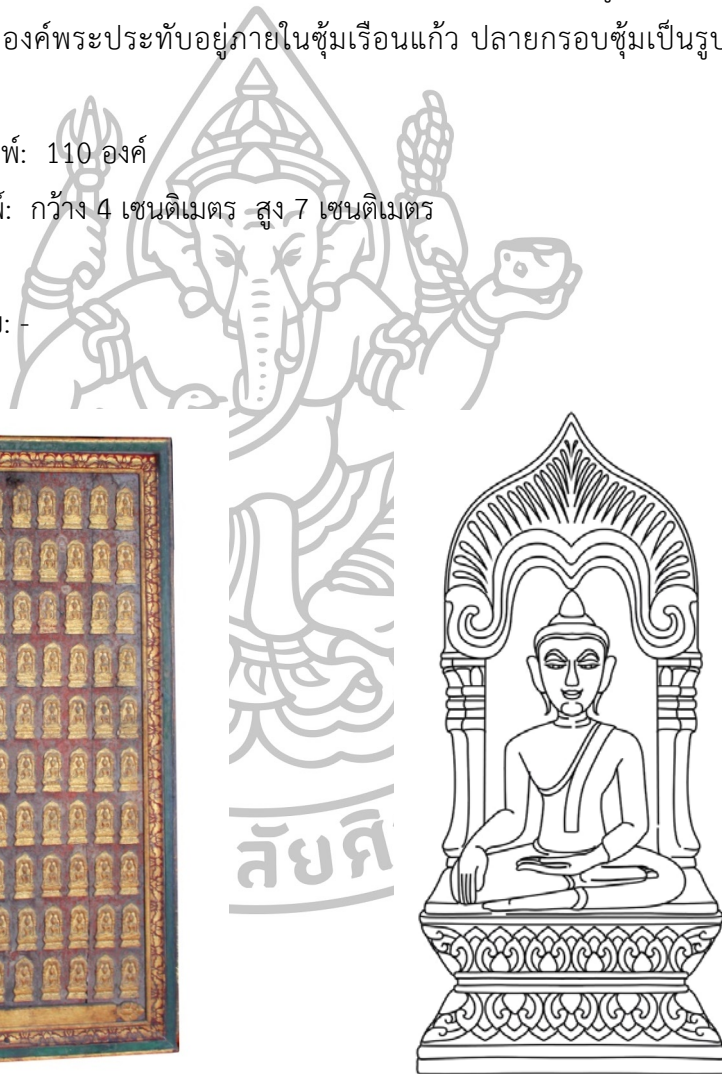 องค์พระประทับอยู่ภายในซุ้มเรือนแก้ว ปลายกรอบซุ้มเป็นรูป
110 องค์
กว้าง 4 เซนติเมตร สูง 7 เซนติเมตร
: -
ลัยศิ